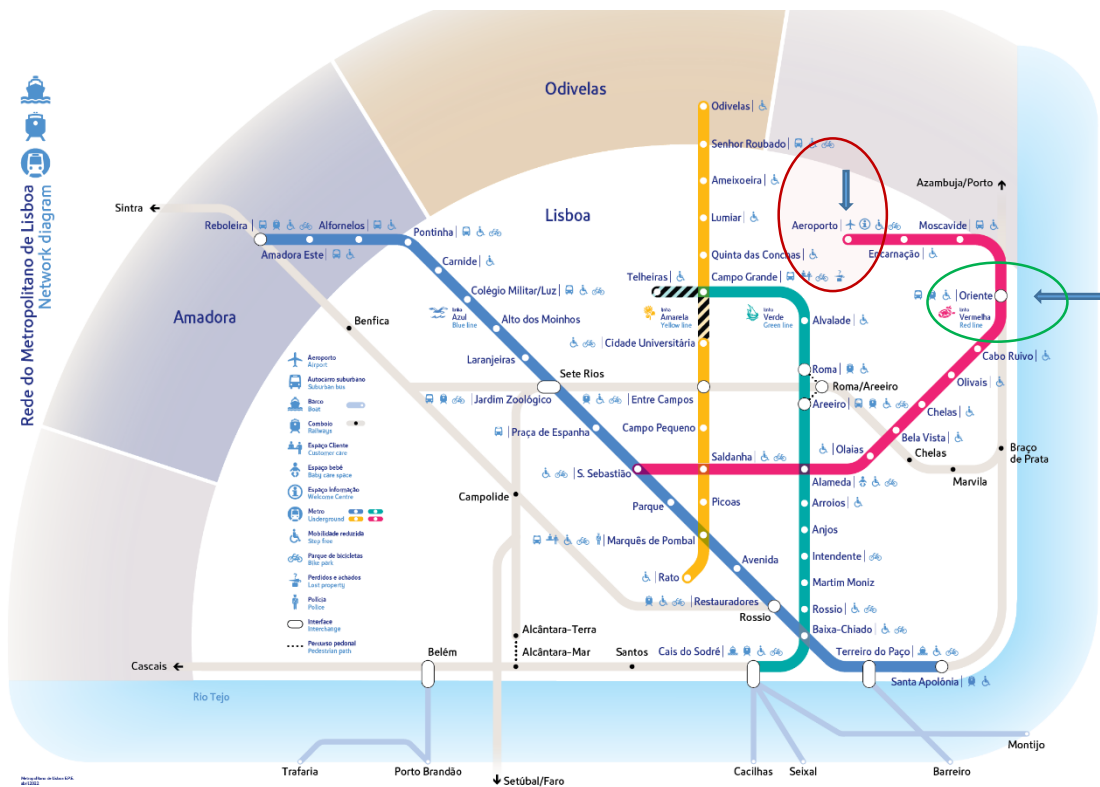 Rede do Metropolitano de Lisboa
Network diagram
Odivelas
Lisboa
Amadora
Sintra
Reboleira
Amadora Este
Alfornelos
Pontinha
Carnide
Colégio Militar/Luz
Alto dos Moinhos
Laranjeiras
Jardim Zoológico
Sete Rios
Praça de Espanha
S. Sebastião
Parque
Marquês de Pombal
Avenida
Restauradores
Rossio
Baixa-Chiado
Terreiro do Paço
Santa Apolónia
linha
Azul
Blue line
Odivelas
Senhor Roubado
Ameixoeira
Lumiar
Quinta das Conchas
Campo Grande
Telheiras
Cidade Universitária
Entre Campos
Campo Pequeno
Saldanha
Picoas
Rato
linha
Amarela
Yellow line
linha
Verde
Green line
Alvalade
Roma
Roma/Areeiro
Areeiro
Alameda
Arroios
Anjos
Intendente
Martim Moniz
Rossio
Cais do Sodré
Azambuja/Porto
Aeroporto
Encarnação
Moscavide
Oriente
linha
Vermelha
Red line
Cabo Ruivo
Olivais
Chelas
Bela Vista
Olaias
Chelas
Marvila
Braço
de Prata
Benfica
Campolide
Alcântara-Terra
Alcântara-Mar
Santos
Belém
Cascais
Rio Tejo
Trafaria
Porto Brandão
Setúbal/Faro
Cacilhas
Seixal
Barreiro
Montijo
Aeroporto
Airport
Autocarro suburbano
Suburban bus
Barco
Boat
Comboio
Railways
Espaço Cliente
Customer care
Espaço bebé
Baby care space
Espaço Informação
Welcome Centre
Metro
Underground
Mobilidade reduzida
Step free
Parque de bicicletas
Bike park
Perdidos e achados
Lost property
Polícia
Police
Interface
Interchange
Percurso pedonal
Pedestrian path